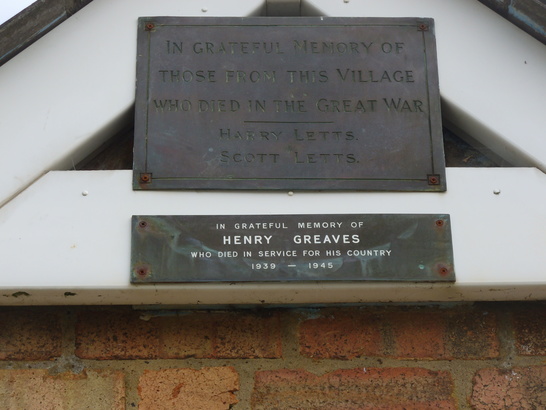 In grateful Memory of
those from this Village
who died in the Great War
Harry Letts.
Scott Letts.
IN GRATEFUL MEMORY OF
HENRY GREAVES
WHO DIED IN SERVICE FOR HIS COUNTRY
1939 — 1945